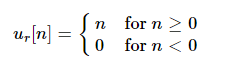 u_r[n] = { n for n ≥ 0
0 for n < 0